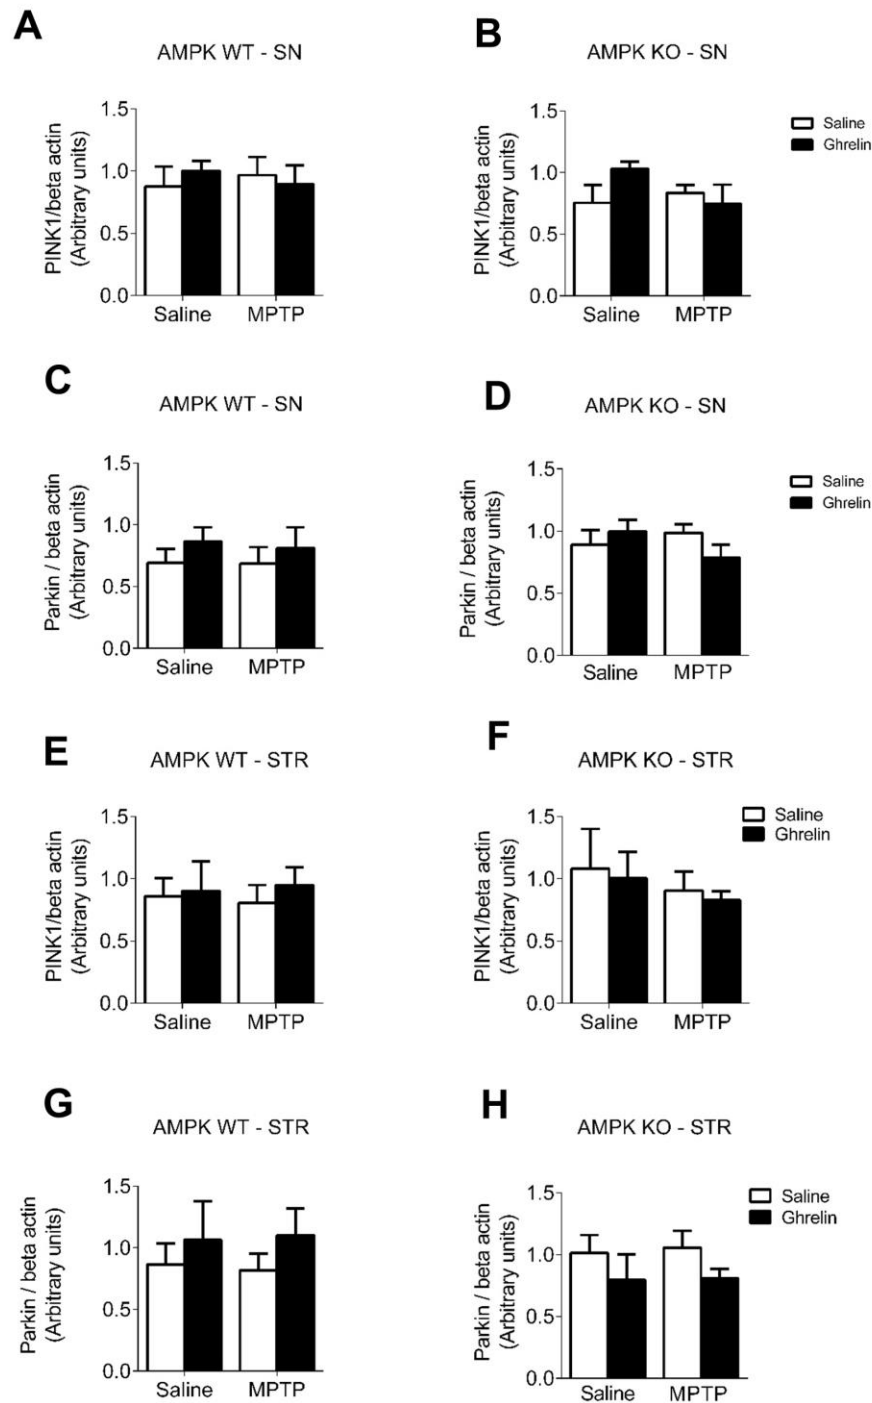 A
AMPK WT - SN
PINK1/beta actin
(Arbitrary units)
1.5
1.0
0.5
0.0
Saline MPTP
B
AMPK KO - SN
PINK1/beta actin
(Arbitrary units)
1.5
1.0
0.5
0.0
Saline MPTP
Saline
Ghrelin
C
AMPK WT - SN
Parkin / beta actin
(Arbitrary units)
1.5
1.0
0.5
0.0
Saline MPTP
D
AMPK KO - SN
Parkin / beta actin
(Arbitrary units)
1.5
1.0
0.5
0.0
Saline MPTP
Saline
Ghrelin
E
AMPK WT - STR
PINK1/beta actin
(Arbitrary units)
1.5
1.0
0.5
0.0
Saline MPTP
F
AMPK KO - STR
PINK1/beta actin
(Arbitrary units)
1.5
1.0
0.5
0.0
Saline MPTP
Saline
Ghrelin
G
AMPK WT - STR
Parkin / beta actin
(Arbitrary units)
1.5
1.0
0.5
0.0
Saline MPTP
H
AMPK KO - STR
Parkin / beta actin
(Arbitrary units)
1.5
1.0
0.5
0.0
Saline MPTP
Saline
Ghrelin